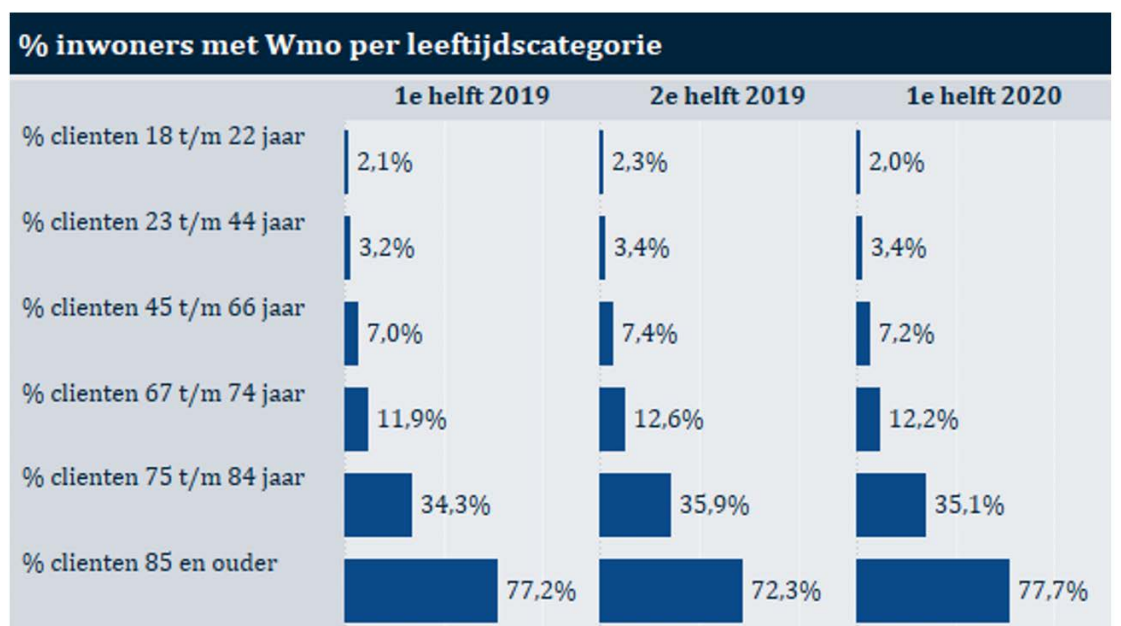 % inwoners met Wmo per leeftijdscategorie
1e helft 2019 2e helft 2019 1e helft 2020
% clienten 18 t/m 22 jaar 2,1% 2,3% 2,0%
% clienten 23 t/m 44 jaar 3,2% 3,4% 3,4%
% clienten 45 t/m 66 jaar 7,0% 7,4% 7,2%
% clienten 67 t/m 74 jaar 11,9% 12,6% 12,2%
% clienten 75 t/m 84 jaar 34,3% 35,9% 35,1%
% clienten 85 en ouder 77,2% 72,3% 77,7%